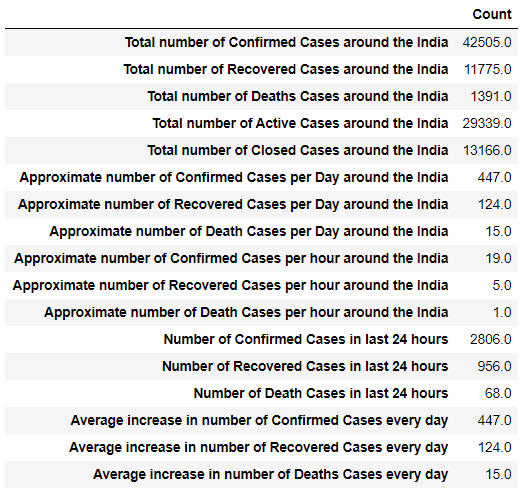 Count
Total number of Confirmed Cases around the India 42505.0
Total number of Recovered Cases around the India 11775.0
Total number of Deaths Cases around the India 1391.0
Total number of Active Cases around the India 29339.0
Total number of Closed Cases around the India 13166.0
Approximate number of Confirmed Cases per Day around the India 447.0
Approximate number of Recovered Cases per Day around the India 124.0
Approximate number of Death Cases per Day around the India 15.0
Approximate number of Confirmed Cases per hour around the India 19.0
Approximate number of Recovered Cases per hour around the India 5.0
Approximate number of Death Cases per hour around the India 1.0
Number of Confirmed Cases in last 24 hours 2806.0
Number of Recovered Cases in last 24 hours 956.0
Number of Death Cases in last 24 hours 68.0
Average increase in number of Confirmed Cases every day 447.0
Average increase in number of Recovered Cases every day 124.0
Average increase in number of Deaths Cases every day 15.0